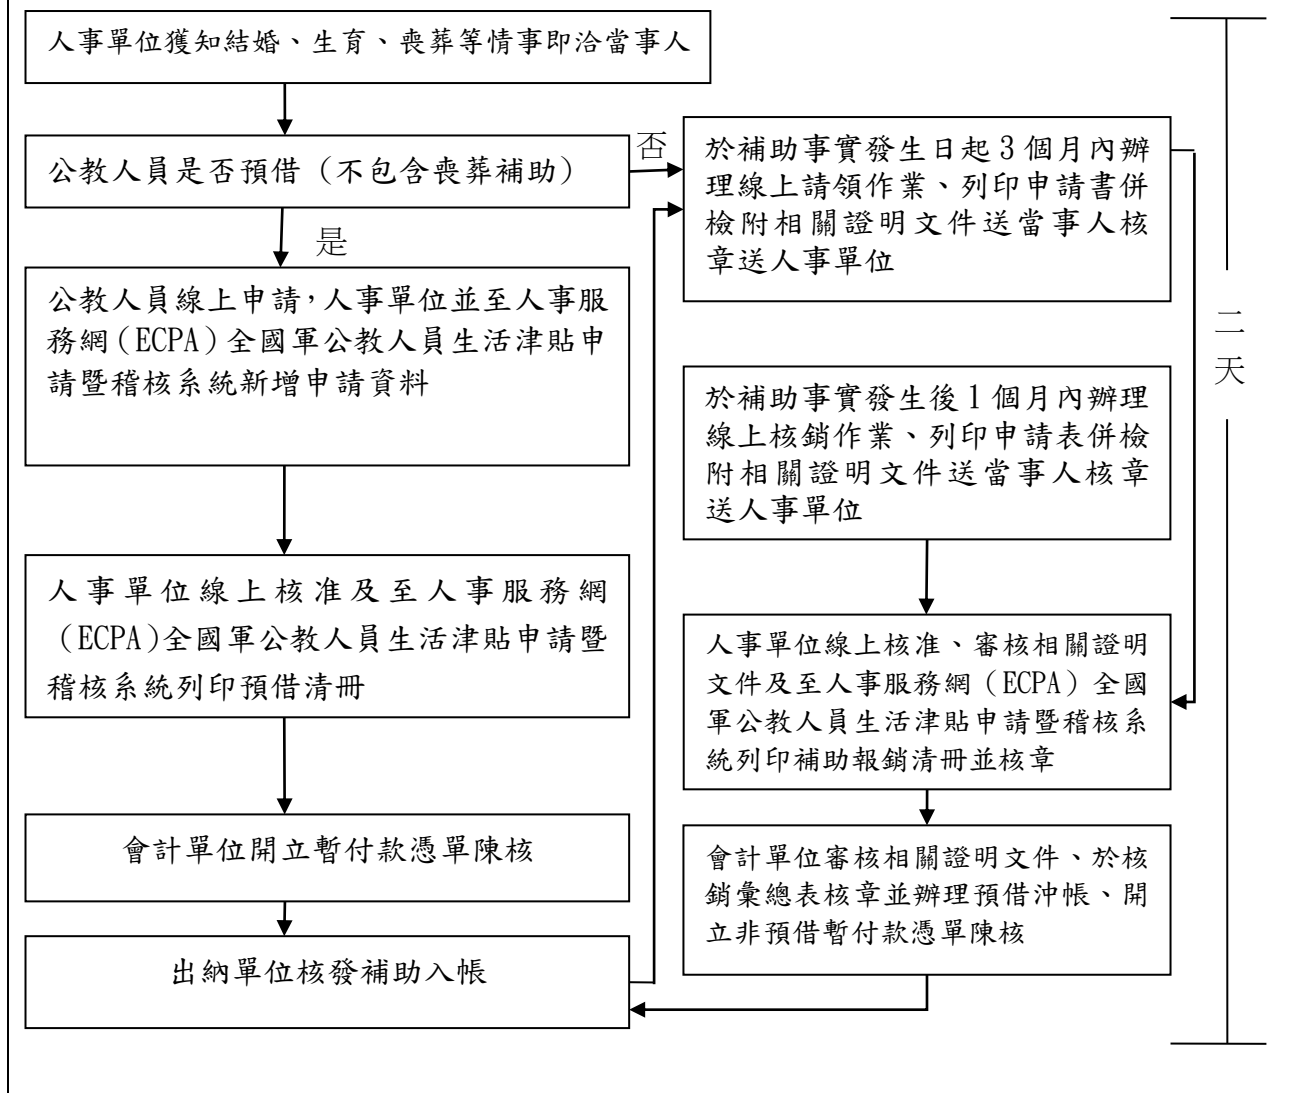 人事單位獲知結婚、生育、喪葬等情事即洽當事人
公教人員是否預借（不包含喪葬補助）
否
是
公教人員線上申請，人事單位並至人事服
務網（ECPA）全國軍公教人員生活津貼申
請暨稽核系統新增申請資料
人事單位線上核准及至人事服務網
（ECPA)全國軍公教人員生活津貼申請暨
稽核系統列印預借清冊
會計單位開立暫付款憑單陳核
出納單位核發補助入帳
於補助事實發生日起 3 個月內辦
理線上請領作業、列印申請書併
檢附相關證明文件送當事人核
章送人事單位
於補助事實發生後 1 個月內辦理
線上核銷作業、列印申請表併檢
附相關證明文件送當事人核章
送人事單位
人事單位線上核准、審核相關證明
文件及至人事服務網（ECPA）全國
軍公教人員生活津貼申請暨稽核系
統列印補助報銷清冊並核章
會計單位審核相關證明文件、於核
銷彙總表核章並辦理預借沖帳、開
立非預借暫付款憑單陳核
二
天